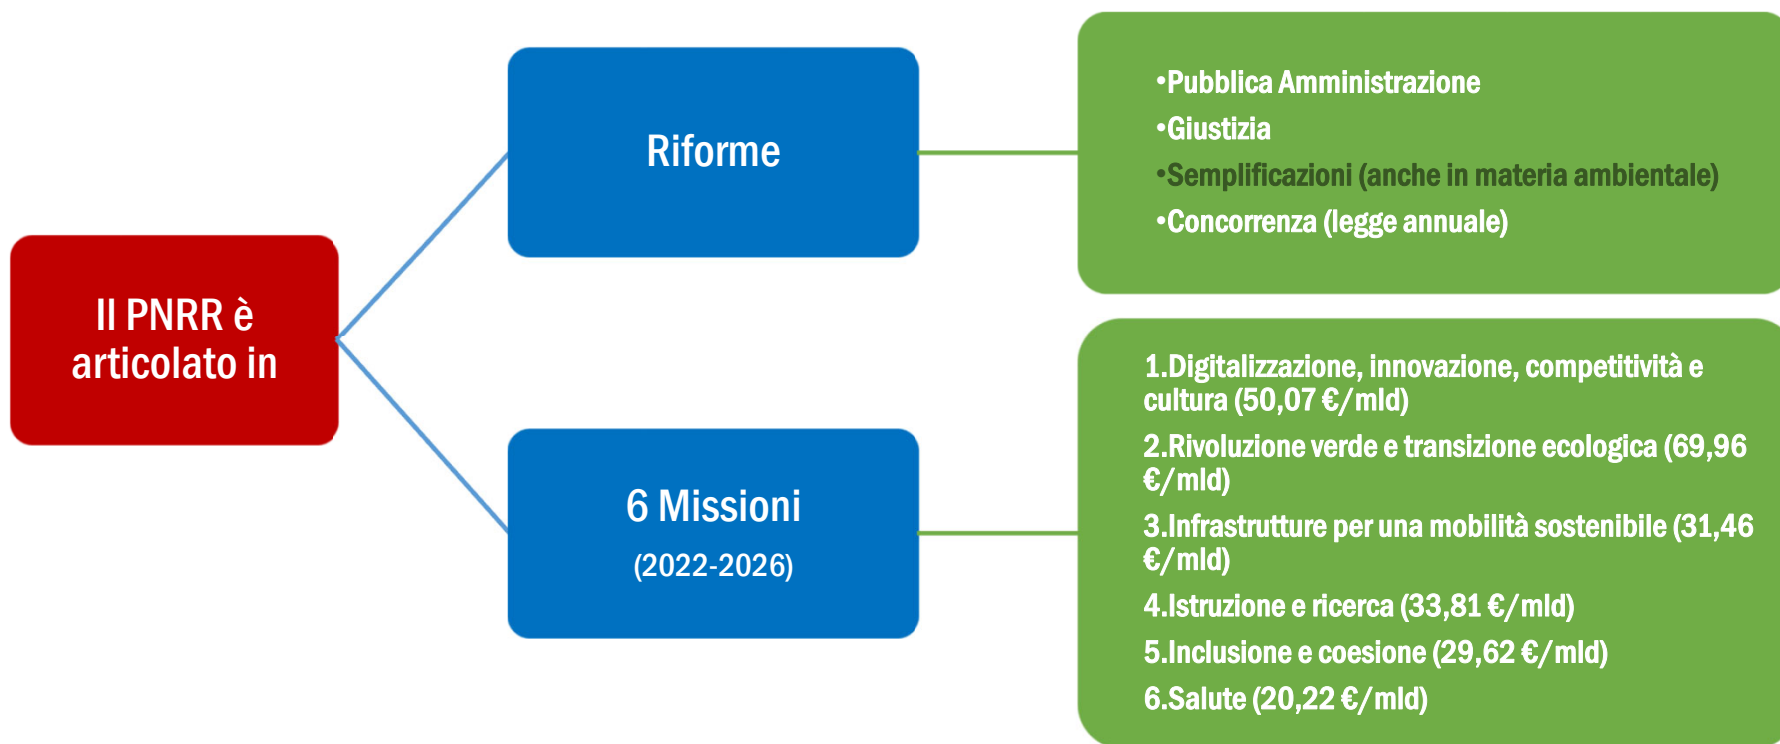 Il PNRR è
articolato in
Riforme
•Pubblica Amministrazione
•Giustizia
•Semplificazioni (anche in materia ambientale)
•Concorrenza (legge annuale)
6 Missioni
(2022-2026)
1.Digitalizzazione, innovazione, competitività e
cultura (50,07 €/mld)
2.Rivoluzione verde e transizione ecologica (69,96
€/mld)
3.Infrastrutture per una mobilità sostenibile (31,46
€/mld)
4.Istruzione e ricerca (33,81 €/mld)
5.Inclusione e coesione (29,62 €/mld)
6.Salute (20,22 €/mld)